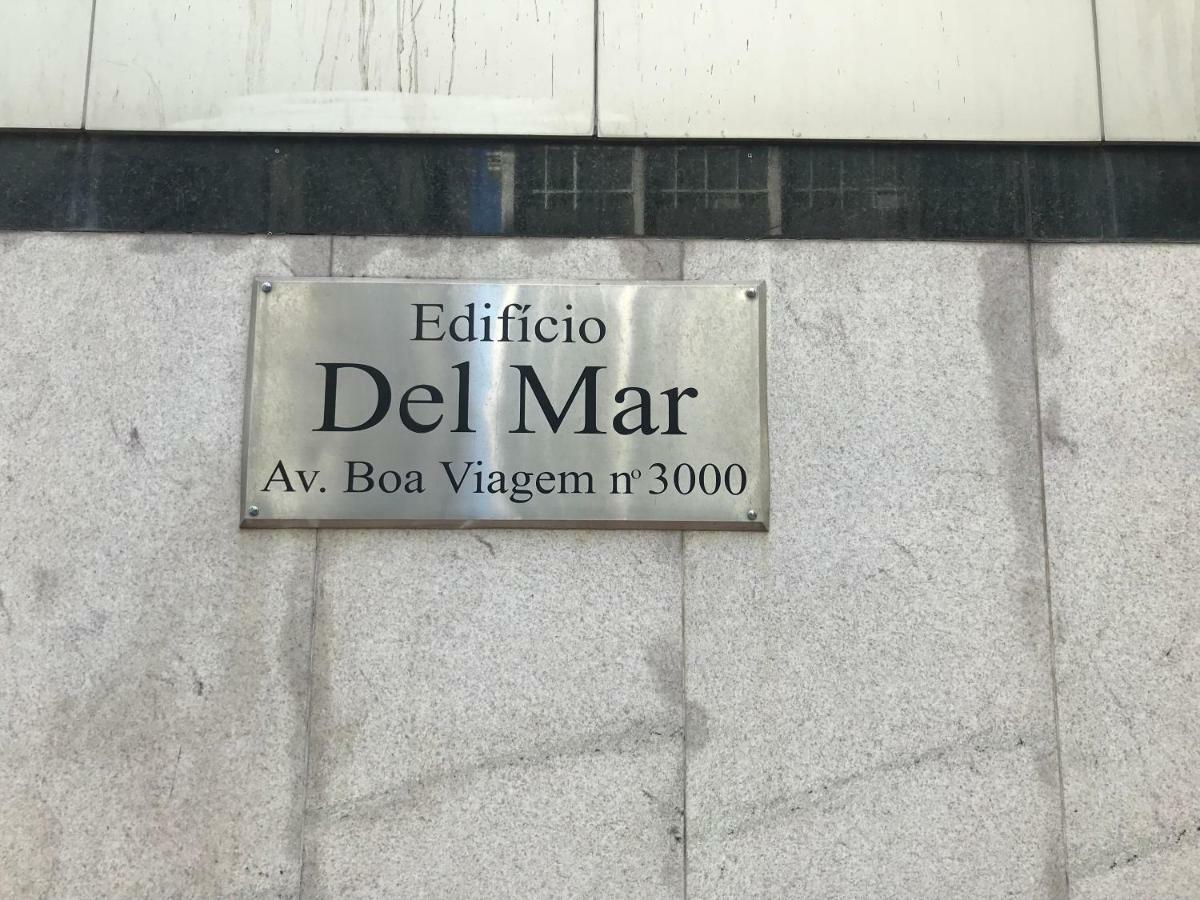 Edifício
Del Mar
Av. Boa Viagem nº 3000